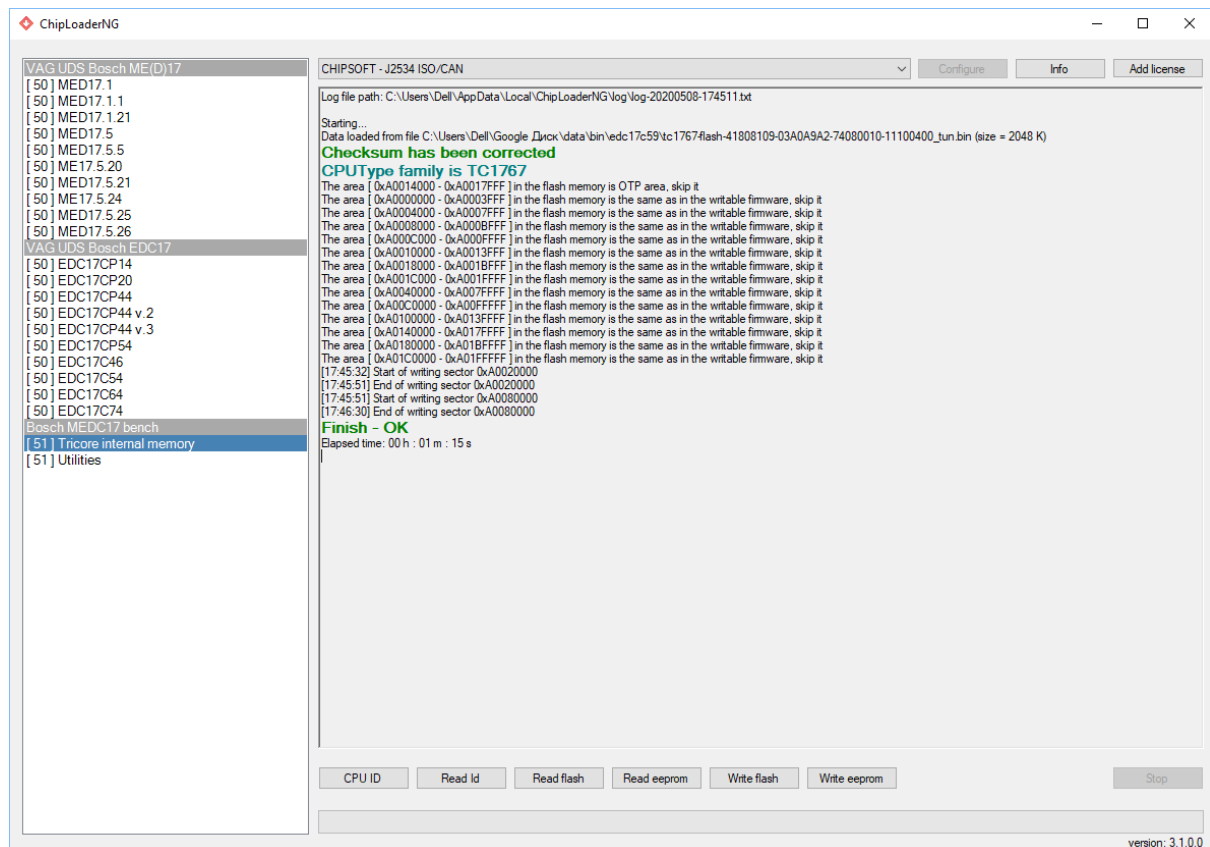 ChipLoaderNG
VAG UDS Bosch ME(D)17
[ 50 ] MED17.1
[ 50 ] MED17.1.1
[ 50 ] MED17.1.21
[ 50 ] MED17.5
[ 50 ] MED17.5.5
[ 50 ] ME17.5.20
[ 50 ] MED17.5.21
[ 50 ] ME17.5.24
[ 50 ] MED17.5.25
[ 50 ] MED17.5.26
VAG UDS Bosch EDC17
[ 50 ] EDC17CP14
[ 50 ] EDC17CP20
[ 50 ] EDC17CP44
[ 50 ] EDC17CP44 v.2
[ 50 ] EDC17CP44 v.3
[ 50 ] EDC17CP54
[ 50 ] EDC17C46
[ 50 ] EDC17C54
[ 50 ] EDC17C64
[ 50 ] EDC17C74
Bosch MEDC17 bench
[ 51 ] Tricore internal memory
[ 51 ] Utilities
CHIPSOFT - J2534 ISO/CAN
Configure
Info
Add license
Log file path: C:\Users\Dell\AppData\Local\ChipLoaderNG\log\log-20200508-174511.txt
Starting...
Data loaded from file C:\Users\Dell\Google Диск\data\bin\edc17c59\tc1767-flash-41808109-03A0A9A2-74080010-11100400_tun.bin (size = 2048 K)
Checksum has been corrected
CPUType family is TC1767
The area [ 0xA0014000 - 0xA0017FFF ] in the flash memory is OTP area, skip it
The area [ 0xA0000000 - 0xA0003FFF ] in the flash memory is the same as in the writable firmware, skip it
The area [ 0xA0004000 - 0xA0007FFF ] in the flash memory is the same as in the writable firmware, skip it
The area [ 0xA0008000 - 0xA000BFFF ] in the flash memory is the same as in the writable firmware, skip it
The area [ 0xA000C000 - 0xA000FFFF ] in the flash memory is the same as in the writable firmware, skip it
The area [ 0xA0010000 - 0xA0013FFF ] in the flash memory is the same as in the writable firmware, skip it
The area [ 0xA0018000 - 0xA001BFFF ] in the flash memory is the same as in the writable firmware, skip it
The area [ 0xA001C000 - 0xA001FFFF ] in the flash memory is the same as in the writable firmware, skip it
The area [ 0xA0040000 - 0xA007FFFF ] in the flash memory is the same as in the writable firmware, skip it
The area [ 0xA00C0000 - 0xA00FFFFF ] in the flash memory is the same as in the writable firmware, skip it
The area [ 0xA0100000 - 0xA013FFFF ] in the flash memory is the same as in the writable firmware, skip it
The area [ 0xA0140000 - 0xA017FFFF ] in the flash memory is the same as in the writable firmware, skip it
The area [ 0xA0180000 - 0xA01BFFFF ] in the flash memory is the same as in the writable firmware, skip it
The area [ 0xA01C0000 - 0xA01FFFFF ] in the flash memory is the same as in the writable firmware, skip it
[17:45:32] Start of writing sector 0xA0020000
[17:45:51] End of writing sector 0xA0020000
[17:45:51] Start of writing sector 0xA0080000
[17:46:30] End of writing sector 0xA0080000
Finish - OK
Elapsed time: 00 h : 01 m : 15 s
CPU ID
Read Id
Read flash
Read eeprom
Write flash
Write eeprom
Stop
version: 3.1.0.0